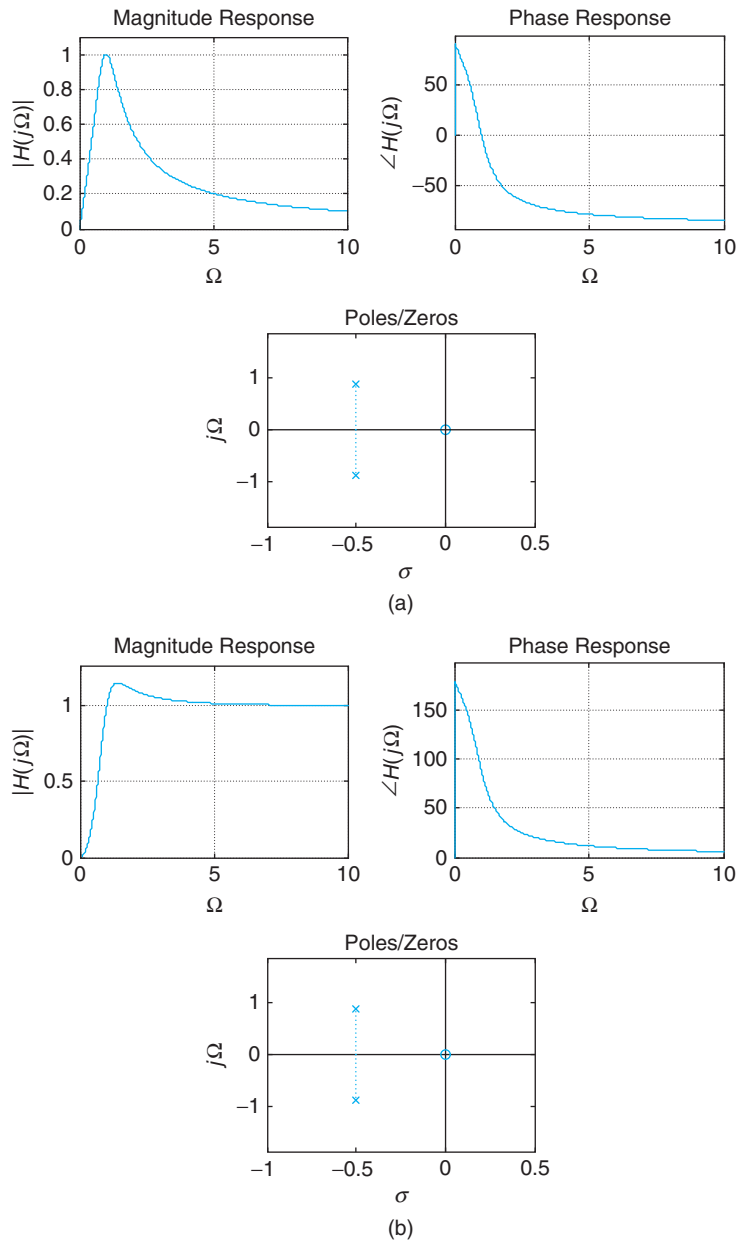 Magnitude Response
1
0.8
0.6
0.4
0.2
0
0 5 10
|H(jΩ)|
Ω
Phase Response
50
0
−50
0 5 10
∠H(jΩ)
Ω
Poles/Zeros
1
0
−1
−1 −0.5 0 0.5
jΩ
σ
(a)
Magnitude Response
1
0.5
0
0 5 10
|H(jΩ)|
Ω
Phase Response
150
100
50
0
0 5 10
∠H(jΩ)
Ω
Poles/Zeros
1
0
−1
−1 −0.5 0 0.5
jΩ
σ
(b)